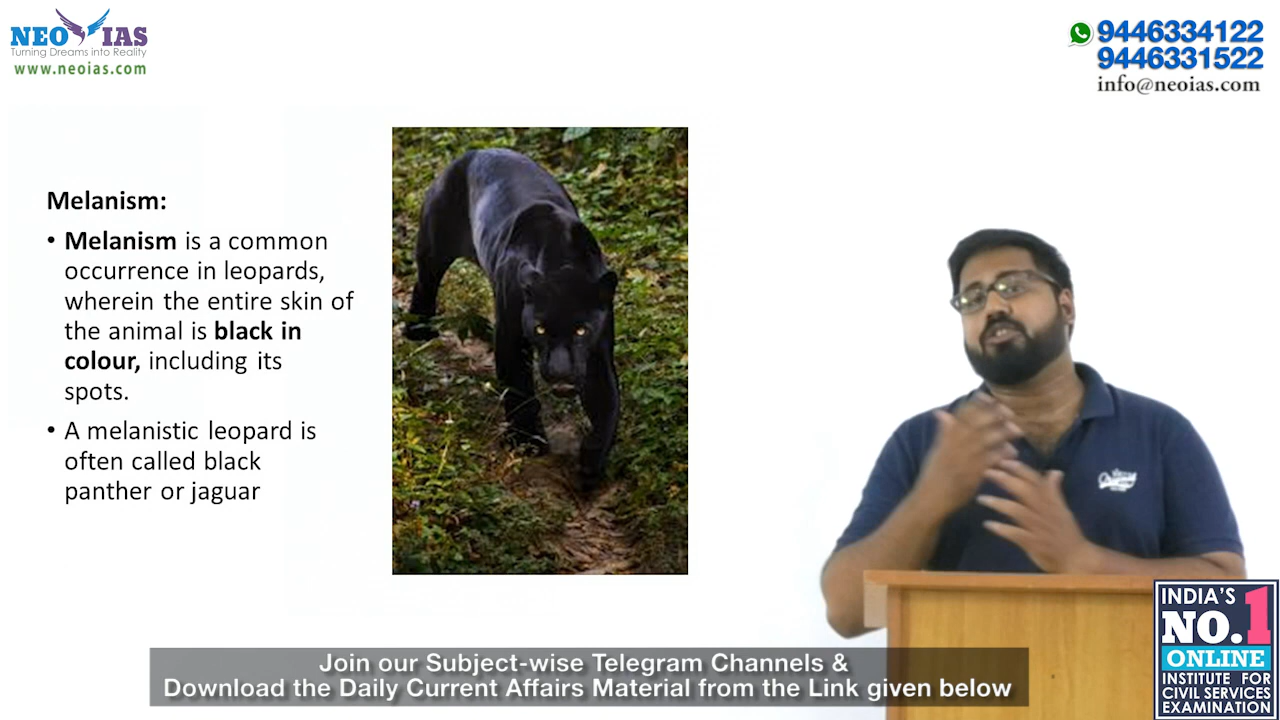 NEO IAS
Turning Dreams into Reality
www.neoias.com
9446334122
9446331522
info@neoias.com
Melanism:
• Melanism is a common
occurrence in leopards,
wherein the entire skin of
the animal is black in
colour, including its
spots.
• A melanistic leopard is
often called black
panther or jaguar
Join our Subject-wise Telegram Channels &
Download the Daily Current Affairs Material from the Link given below
INDIA'S
NO.1
ONLINE
INSTITUTE FOR
CIVIL SERVICES
EXAMINATION